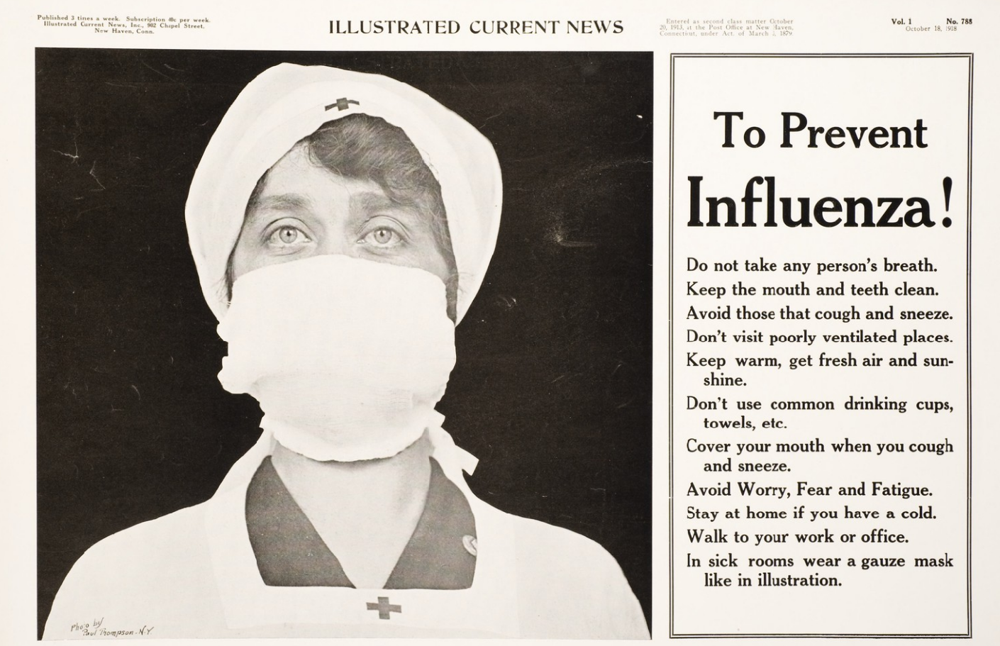 Published 3 times a week. Subscription 40c per week.
Illustrated Current News, Inc., 902 Chapel Street,
New Haven, Conn.
ILLUSTRATED CURRENT NEWS
Entered as second class matter October
20, 1913, at the Post Office at New Haven,
Connecticut, under Act. of March 3, 1879
Vol. 1 No. 788
October 18, 1918
To Prevent
Influenza!
Do not take any person's breath.
Keep the mouth and teeth clean.
Avoid those that cough and sneeze.
Don't visit poorly ventilated places.
Keep warm, get fresh air and sun-
shine.
Don't use common drinking cups,
towels, etc.
Cover your mouth when you cough
and sneeze.
Avoid Worry, Fear and Fatigue.
Stay at home if you have a cold.
Walk to your work or office.
In sick rooms wear a gauze mask
like in illustration.
Photo by
Paul Thompson - N.Y.